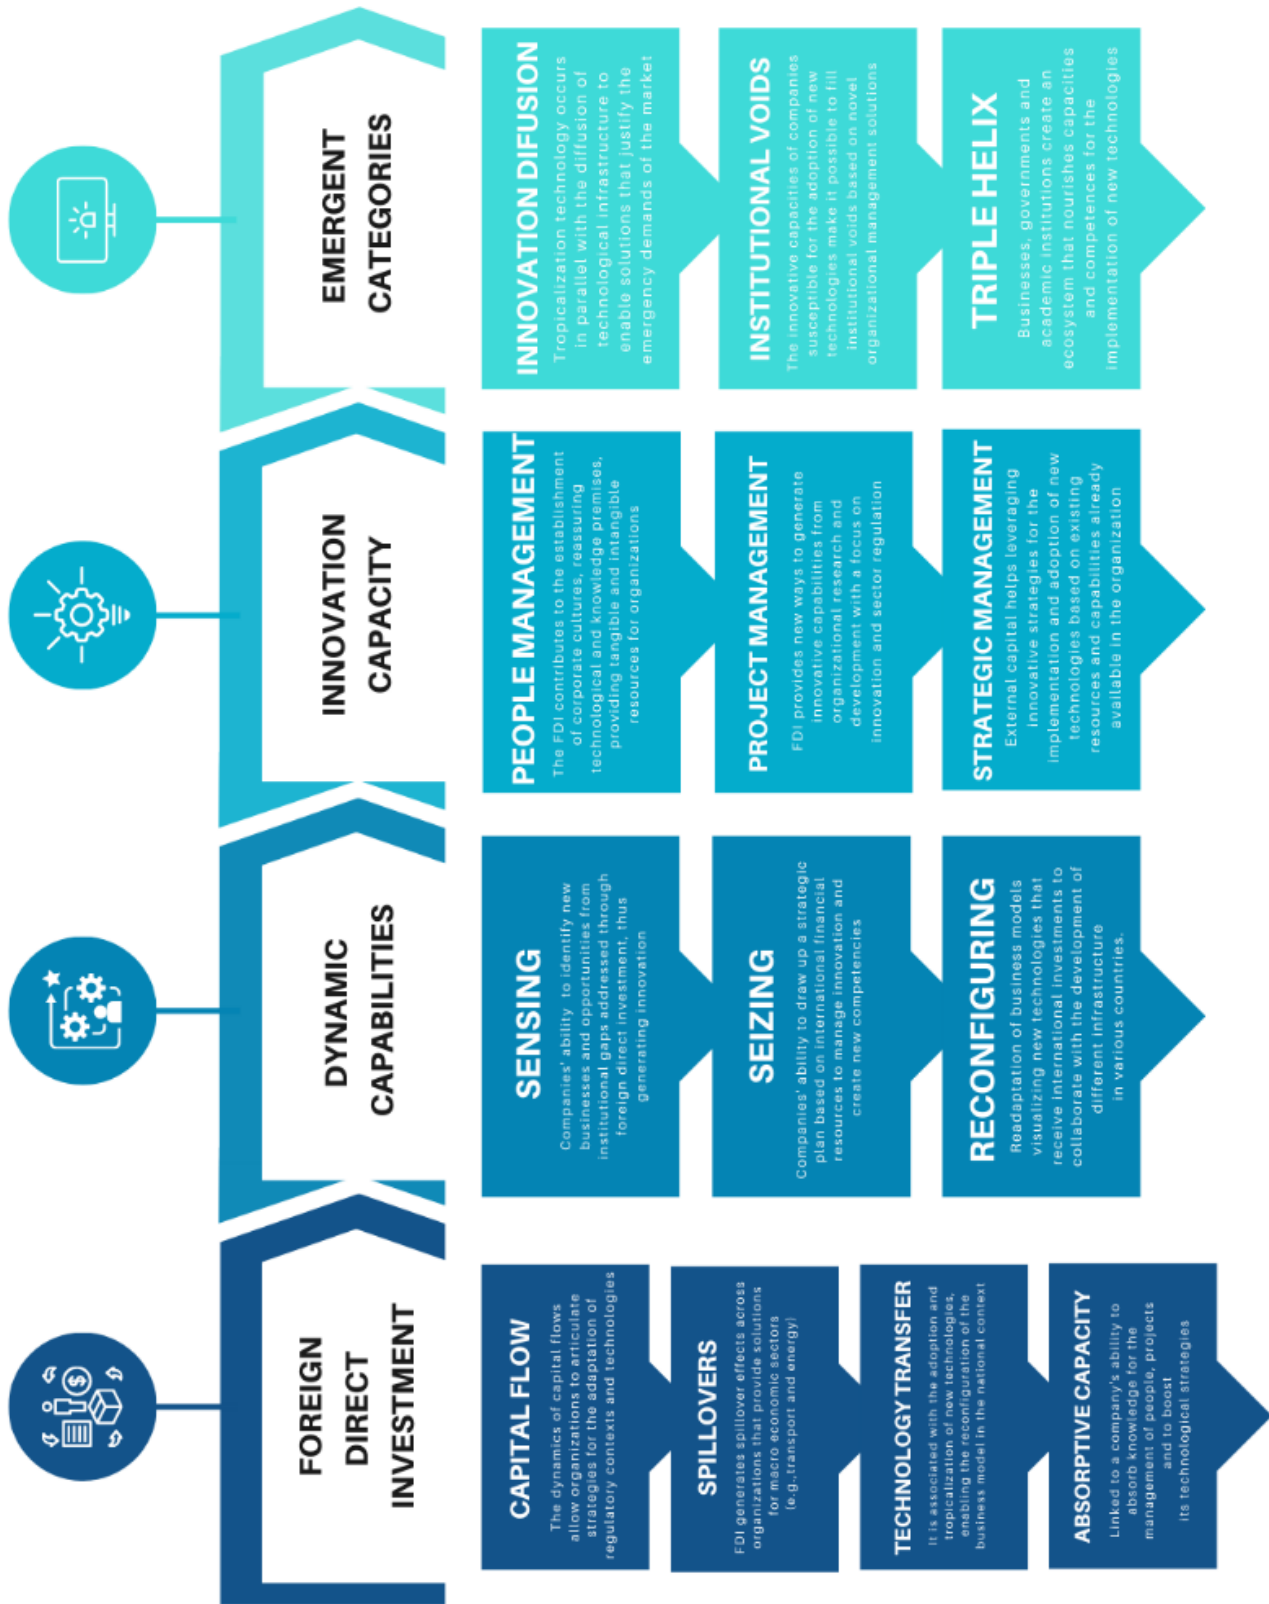 FOREIGN
DIRECT
INVESTMENT
CAPITAL FLOW
The dynamics of capital flows
allow organizations to articulate
strategies for the adaptation of
regulatory contexts and technologies
SPILLOVERS
FDI generates spillover effects across
organizations that provide solutions
for macro economic sectors
(e.g.,transport and energy)
TECHNOLOGY TRANSFER
It is associated with the adoption and
tropicalization of new technologies,
enabling the reconfiguration of the
business model in the national context
ABSORPTIVE CAPACITY
Linked to a company's ability to
absorb knowledge for the
management of people, projects
and to boost
its technological strategies
DYNAMIC
CAPABILITIES
SENSING
Companies' ability to identify new
businesses and opportunities from
institutional gaps addressed through
foreign direct investment, thus
generating innovation
SEIZING
Companies' ability to draw up a strategic
plan based on international financial
resources to manage innovation and
create new competencies
RECONFIGURING
Readaptation of business models
visualizing new technologies that
receive international investments to
collaborate with the development of
different infrastructure
in various countries.
INNOVATION
CAPACITY
PEOPLE MANAGEMENT
The FDI contributes to the establishment
of corporate cultures, reassuring
technological and knowledge premises,
providing tangible and intangible
resources for organizations
PROJECT MANAGEMENT
FDI provides new ways to generate
innovative capabilities from
organizational research and
development with a focus on
innovation and sector regulation
STRATEGIC MANAGEMENT
External capital helps leveraging
innovative strategies for the
implementation and adoption of new
technologies based on existing
resources and capabilities already
available in the organization
EMERGENT
CATEGORIES
INNOVATION DIFUSION
Tropicalization technology occurs
in parallel with the diffusion of
technological infrastructure to
enable solutions that justify the
emergency demands of the market
INSTITUTIONAL VOIDS
The innovative capacities of companies
susceptible for the adoption of new
technologies make it possible to fill
institutional voids based on novel
organizational management solutions
TRIPLE HELIX
Businesses, governments and
academic institutions create an
ecosystem that nourishes capacities
and competences for the
implementation of new technologies